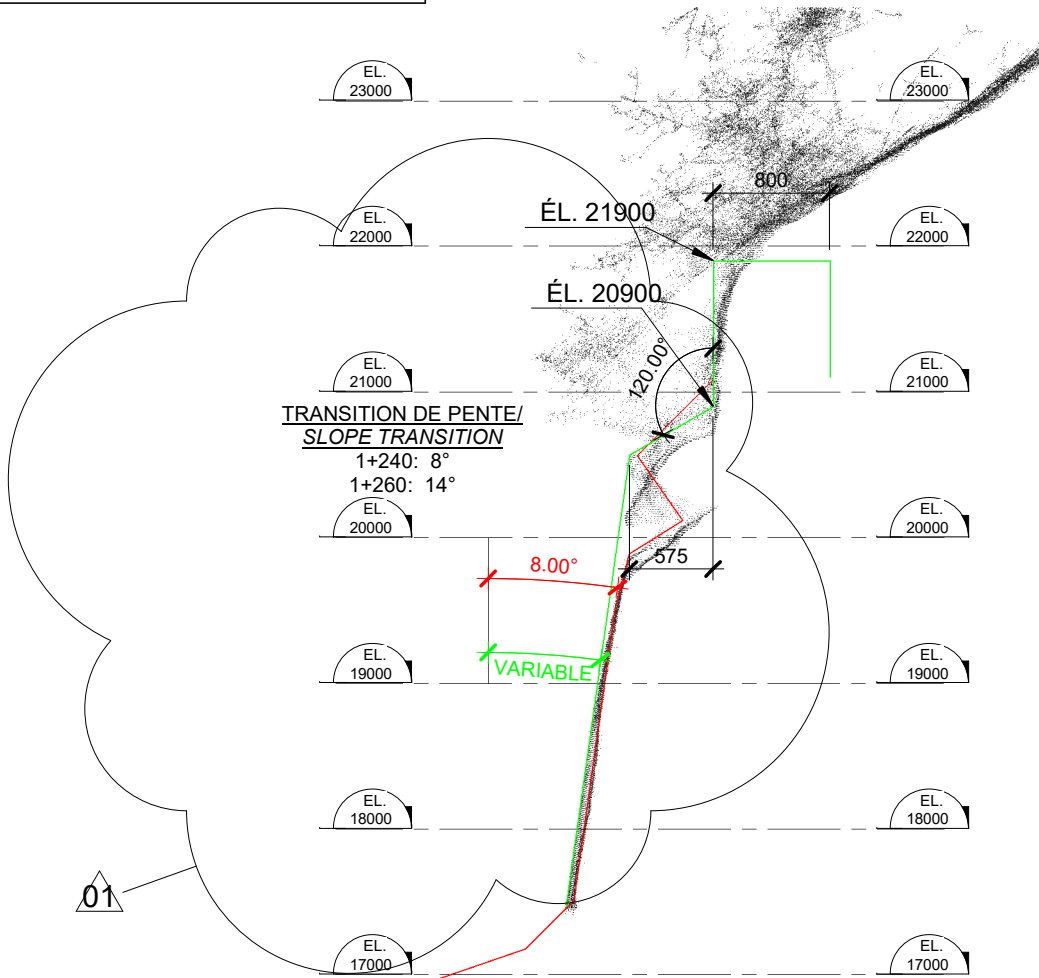 EL.
23000
EL.
23000
800
EL.
22000
ÉL. 21900
EL.
22000
ÉL. 20900
120.00°
EL.
21000
EL.
21000
TRANSITION DE PENTE/
SLOPE TRANSITION
1+240: 8°
1+260: 14°
EL.
20000
EL.
20000
8.00°
575
EL.
19000
VARIABLE
EL.
19000
EL.
18000
EL.
18000
01
EL.
17000
EL.
17000